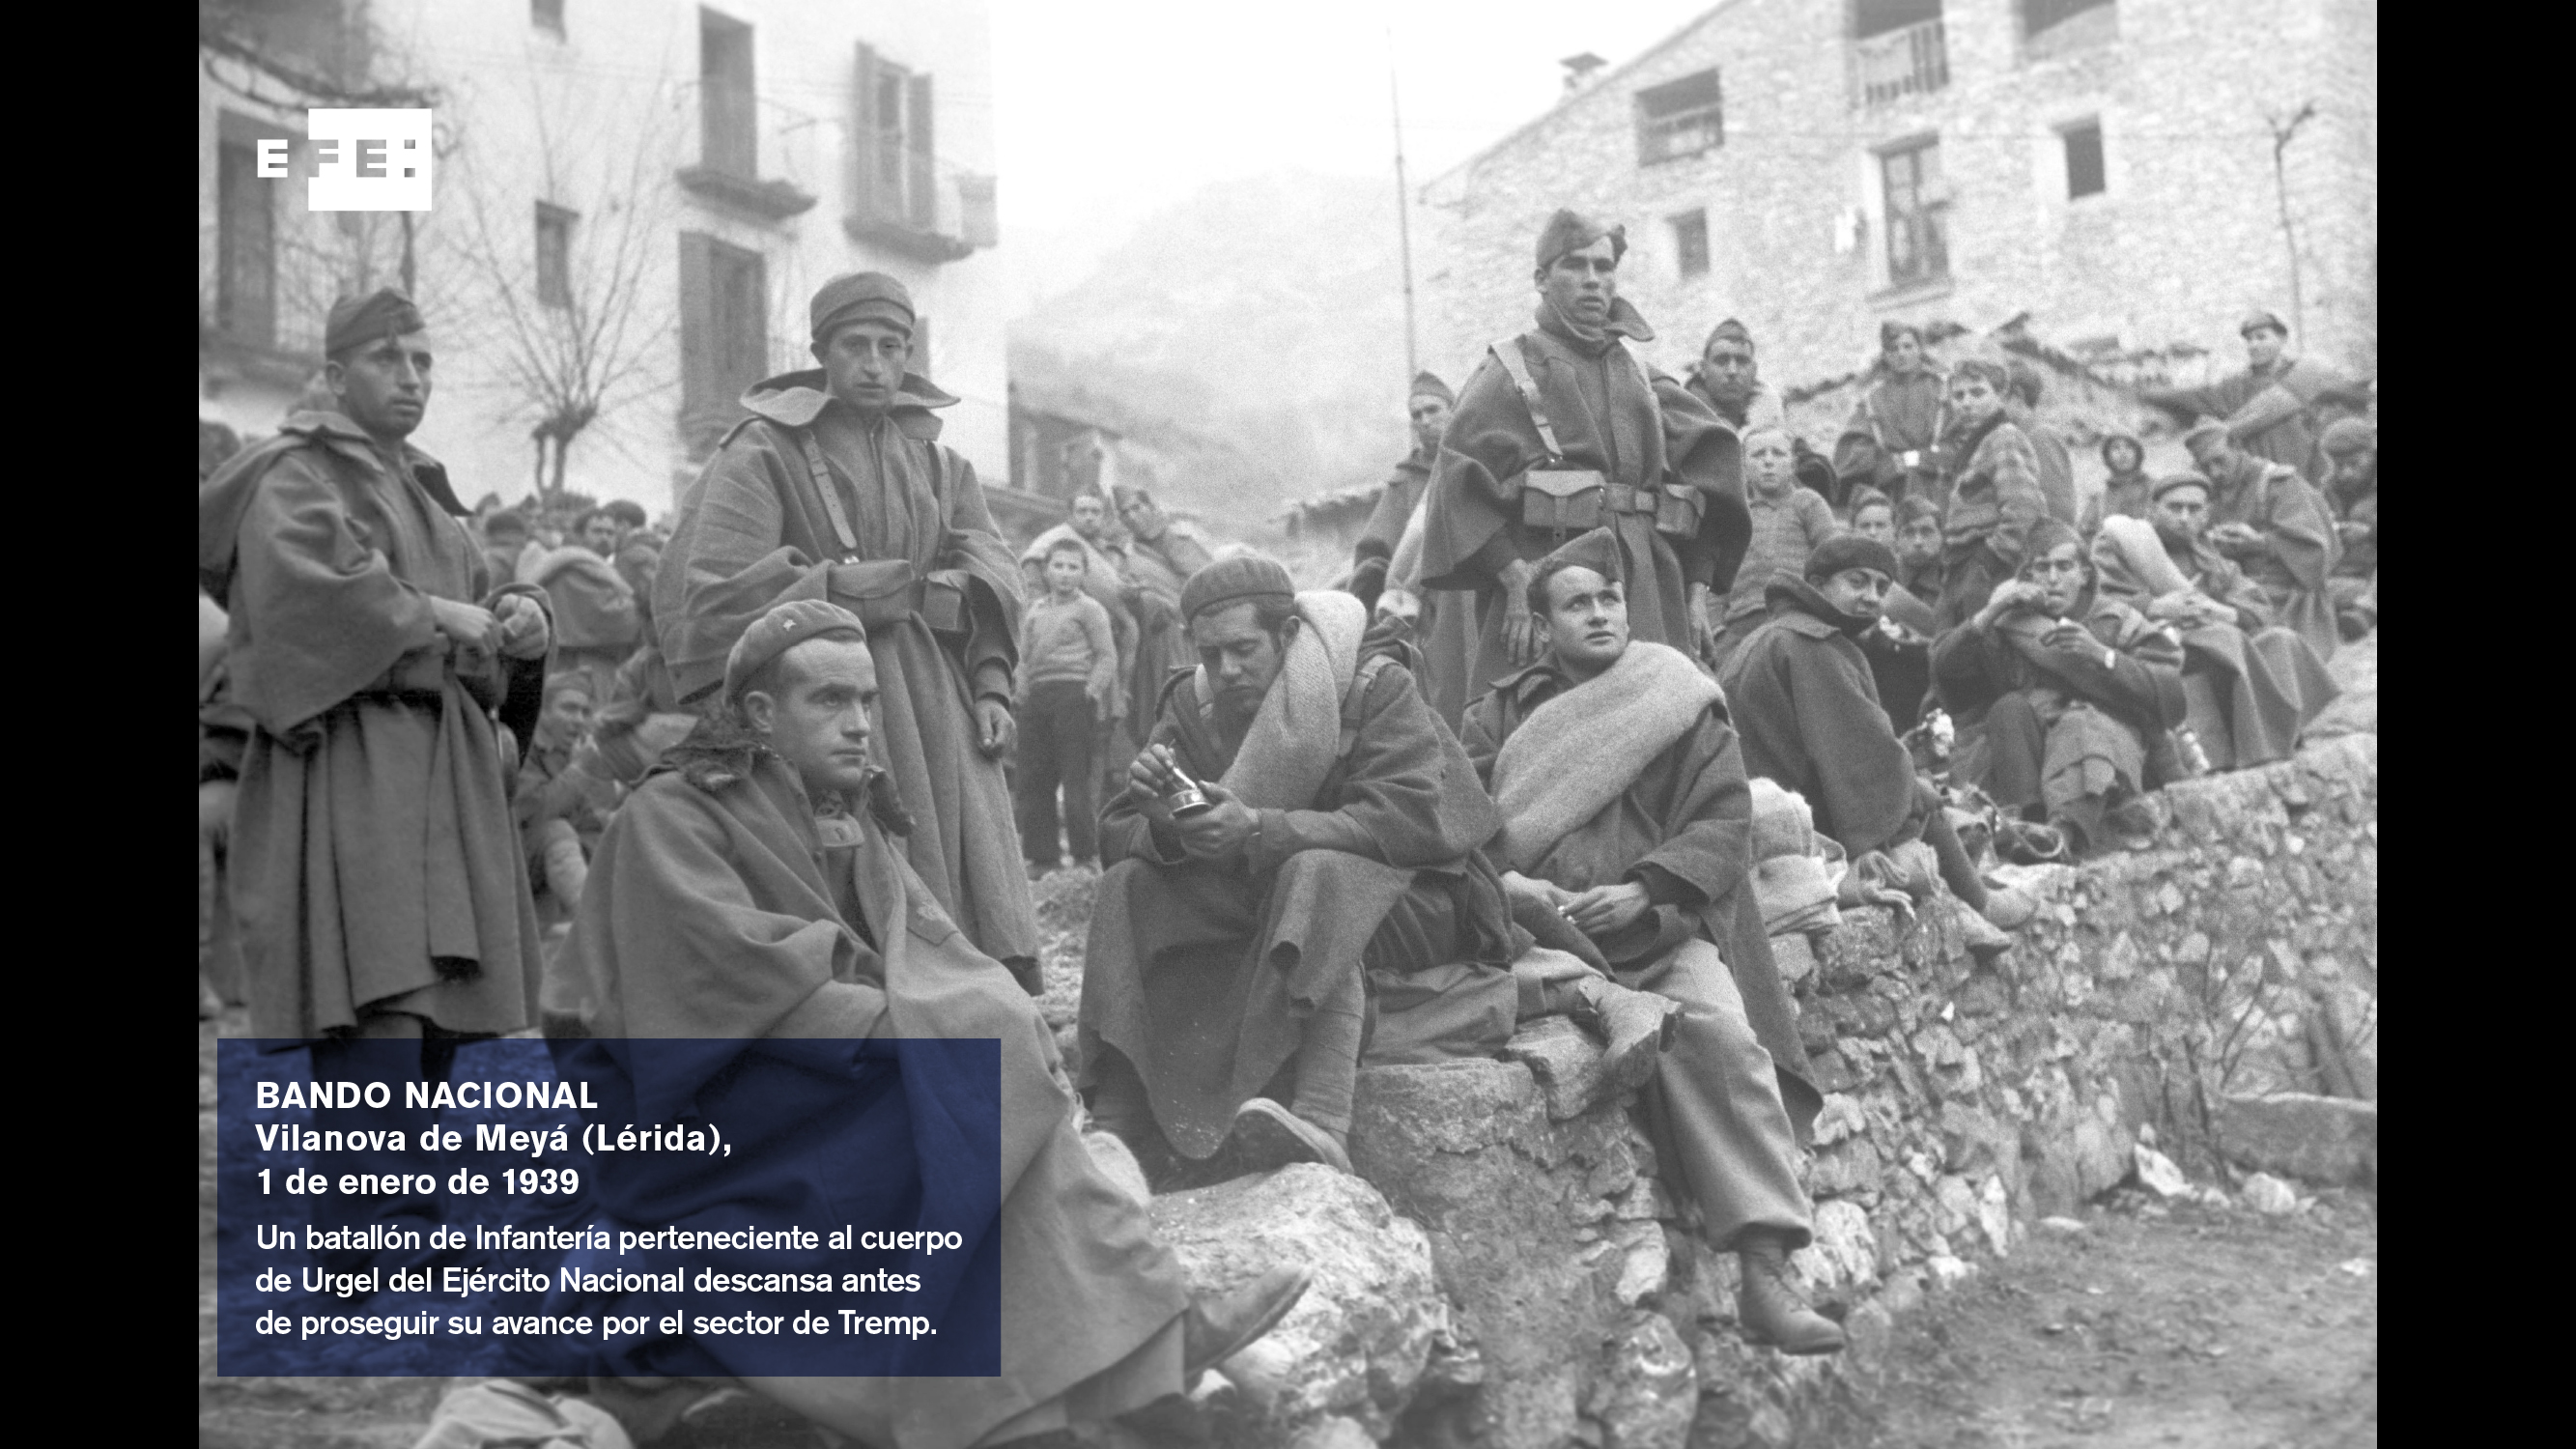 EFE:
BANDO NACIONAL
Vilanova de Meyá (Lérida),
1 de enero de 1939
Un batallón de Infantería perteneciente al cuerpo
de Urgel del Ejército Nacional descansa antes
de proseguir su avance por el sector de Tremp.